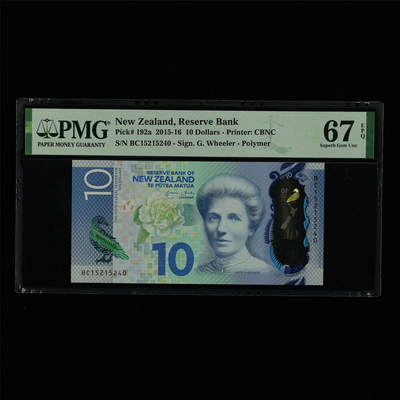 PMG
PAPER MONEY GUARANTY
New Zealand, Reserve Bank
Pick# 192a 2015-16 10 Dollars - Printer: CBNC
S/N BC15215240 - Sign. G. Wheeler - Polymer
67 EPQ
Superb Gem Unc
10
RESERVE BANK OF
NEW ZEALAND
TE PŪTEA MATUA
10
BC15215240
BC15215240